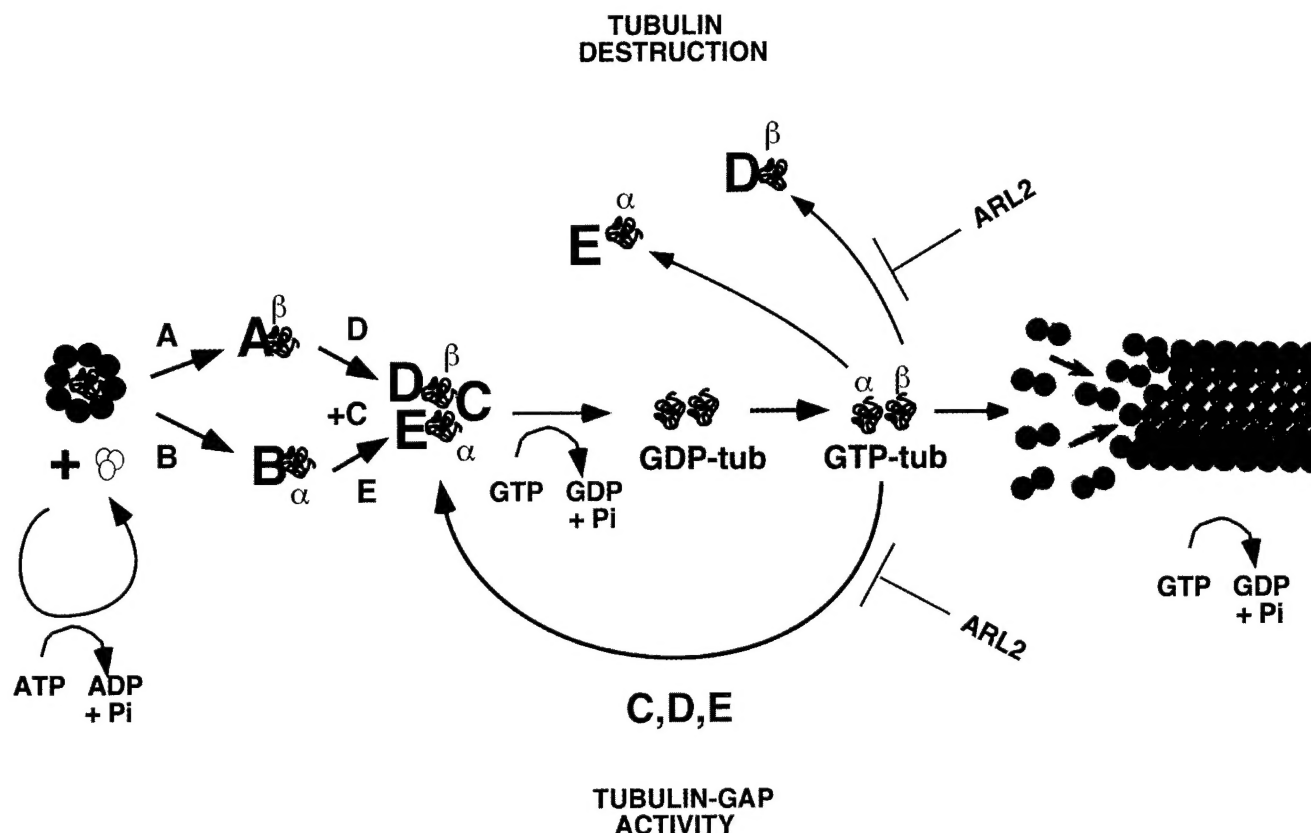 TUBULIN
DESTRUCTION
β
D
α
E
ARL2
A
β
A
D
β
D
C
+C
E
α
α β
+
B
B
α
E
GDP-tub
GTP-tub
GTP
GDP
+ Pi
GTP
GDP
+ Pi
ARL2
ATP
ADP
+ Pi
C,D,E
TUBULIN-GAP
ACTIVITY